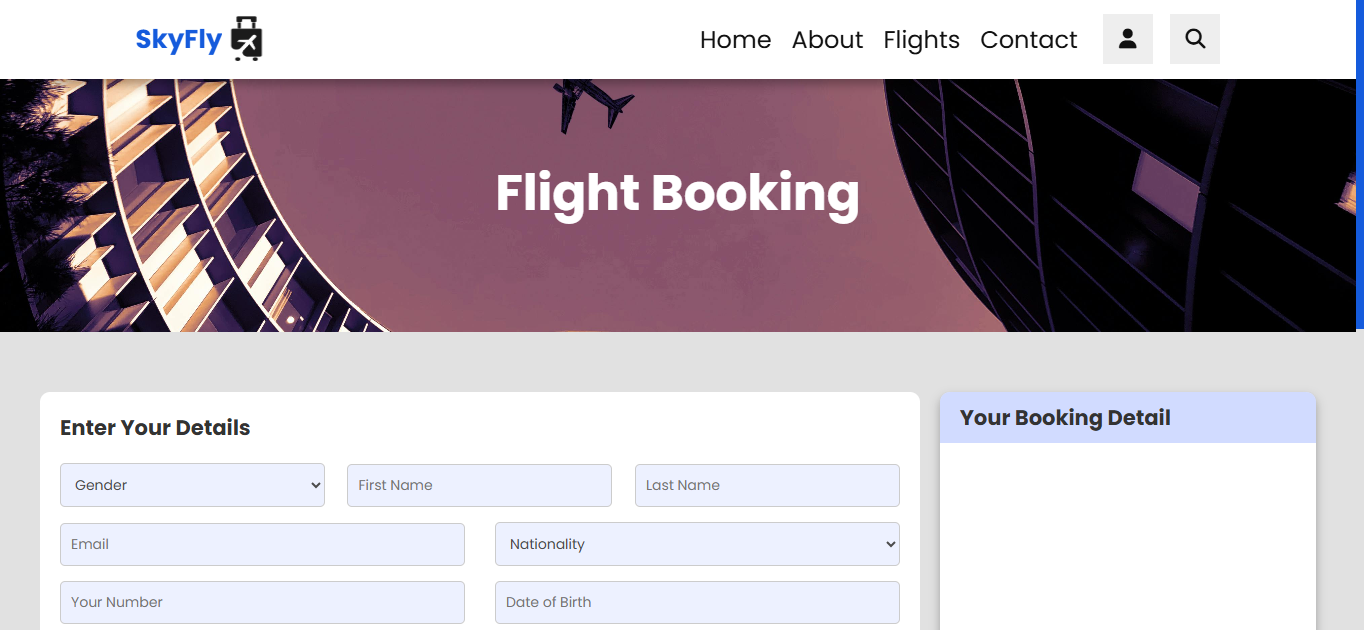 SkyFly
Home About Flights Contact
Flight Booking
Enter Your Details
Your Booking Detail
Gender First Name Last Name
Email Nationality
Your Number Date of Birth